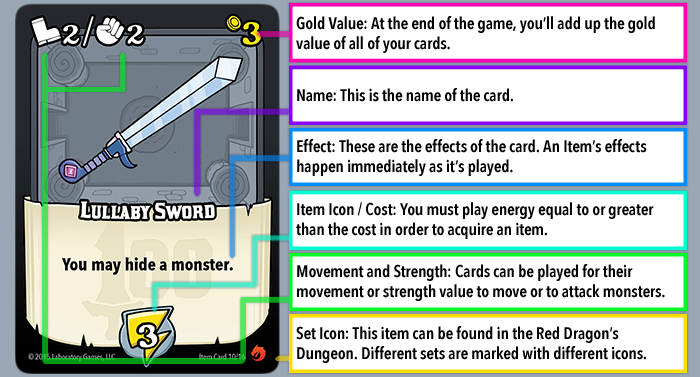 2/ 2
3
Gold Value: At the end of the game, you'll add up the gold
value of all of your cards.
Name: This is the name of the card.
Effect: These are the effects of the card. An Item's effects
happen immediately as it's played.
LULLABY SWORD
Item Icon / Cost: You must play energy equal to or greater
than the cost in order to acquire an item.
You may hide a monster.
Movement and Strength: Cards can be played for their
movement or strength value to move or to attack monsters.
3
Set Icon: This item can be found in the Red Dragon's
Dungeon. Different sets are marked with different icons.
© 2015 Laboratory Games, LLC
Item Card 10/16